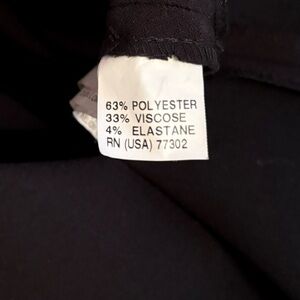 63% POLYESTER
33% VISCOSE
4% ELASTANE
RN (USA) 77302